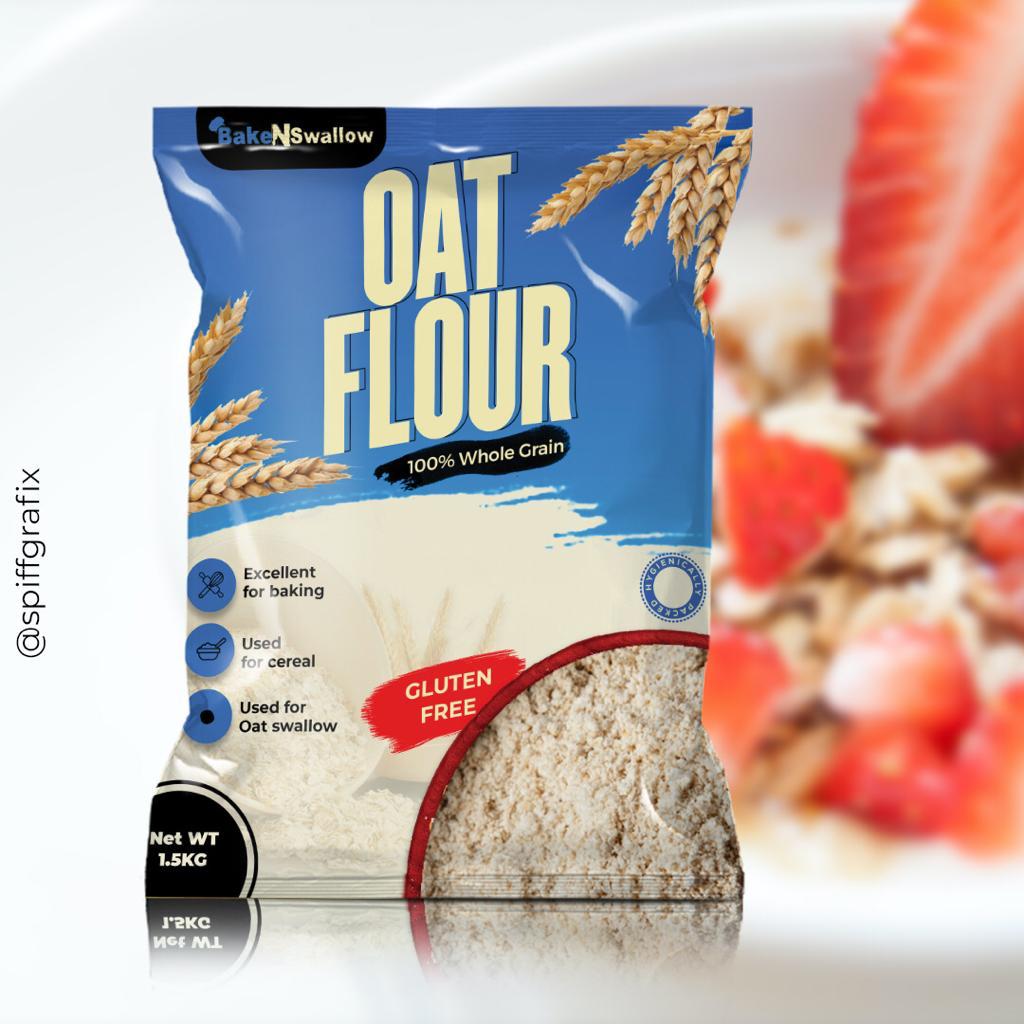 BakeNSwallow
OAT
FLOUR
100% Whole Grain
Excellent
for baking
Used
for cereal
Used for
Oat swallow
HYGIENICALLY PACKED
GLUTEN
FREE
Net WT
1.5KG
@spiffgrafix